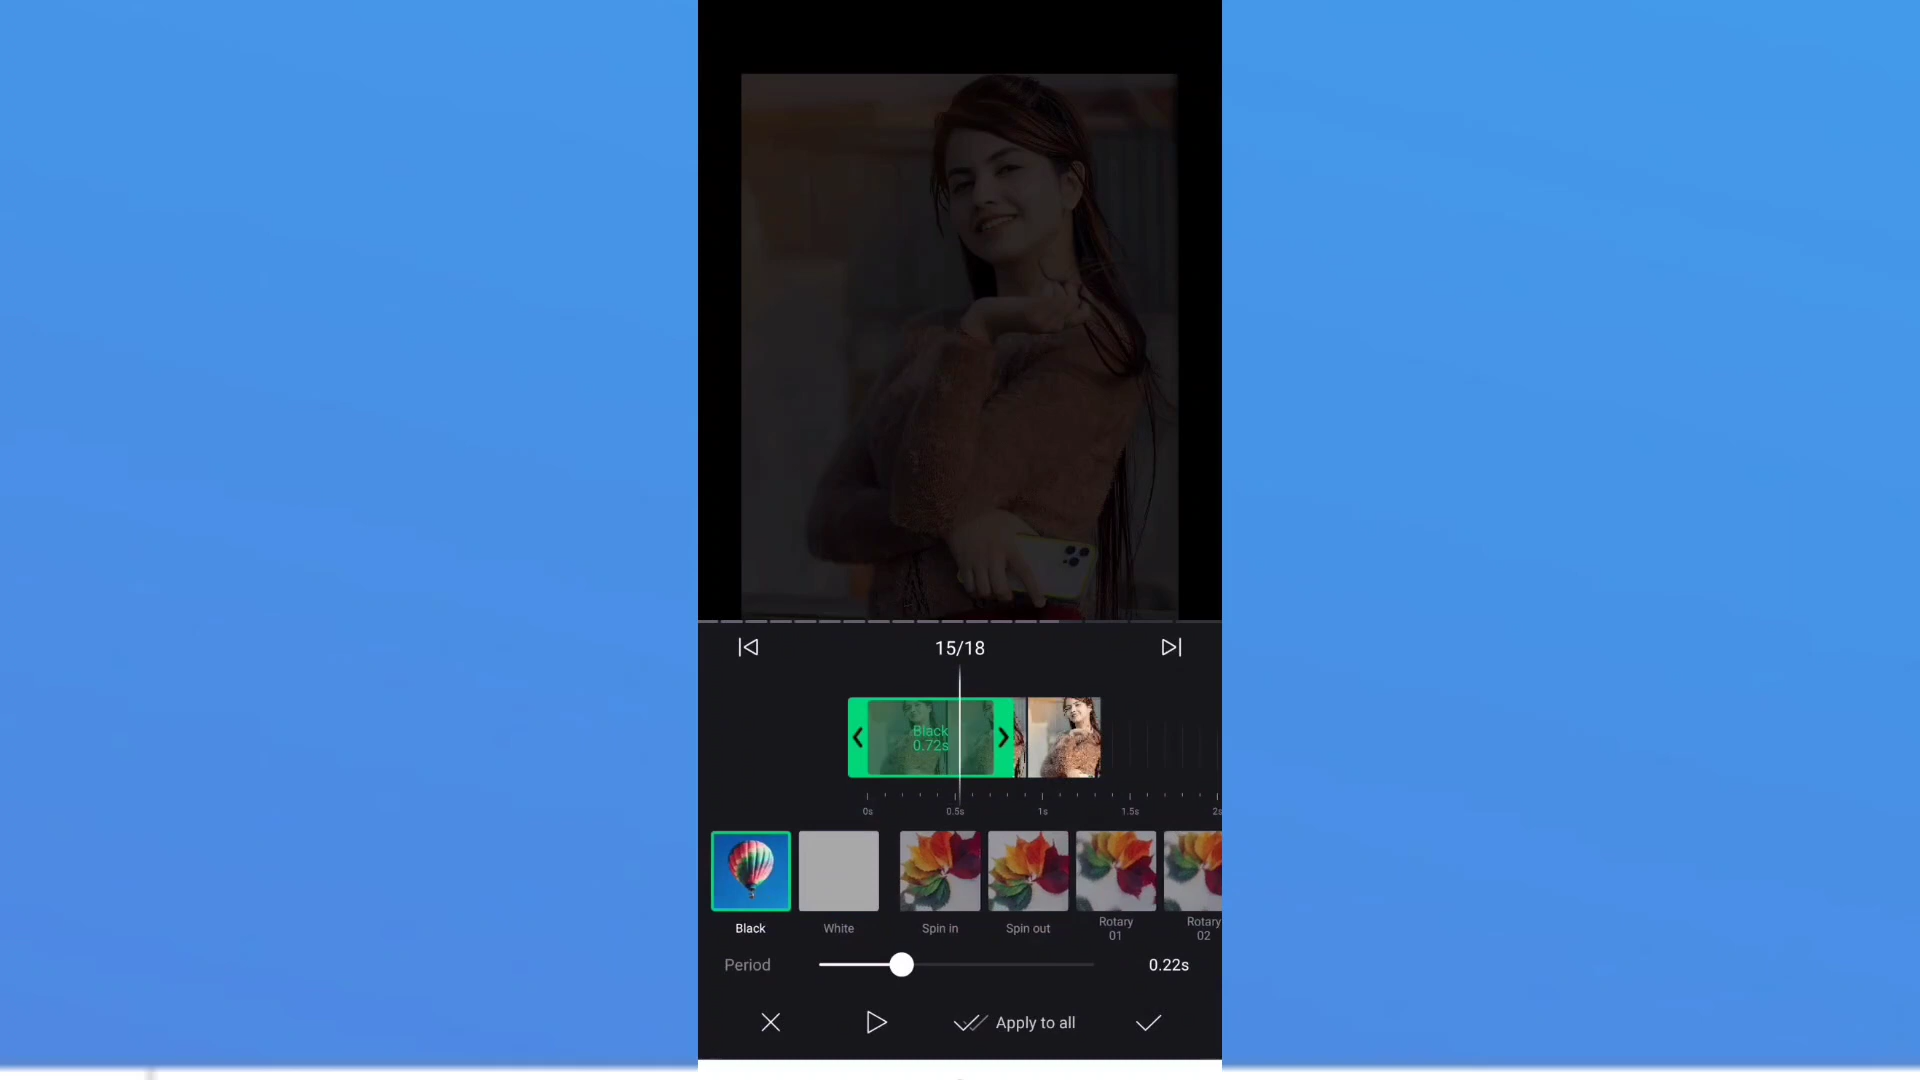 15/18
Black
0.72s
0s 0.5s 1s 1.5s 2s
Black White Spin in Spin out Rotary 01 Rotary 02
Period 0.22s
Apply to all